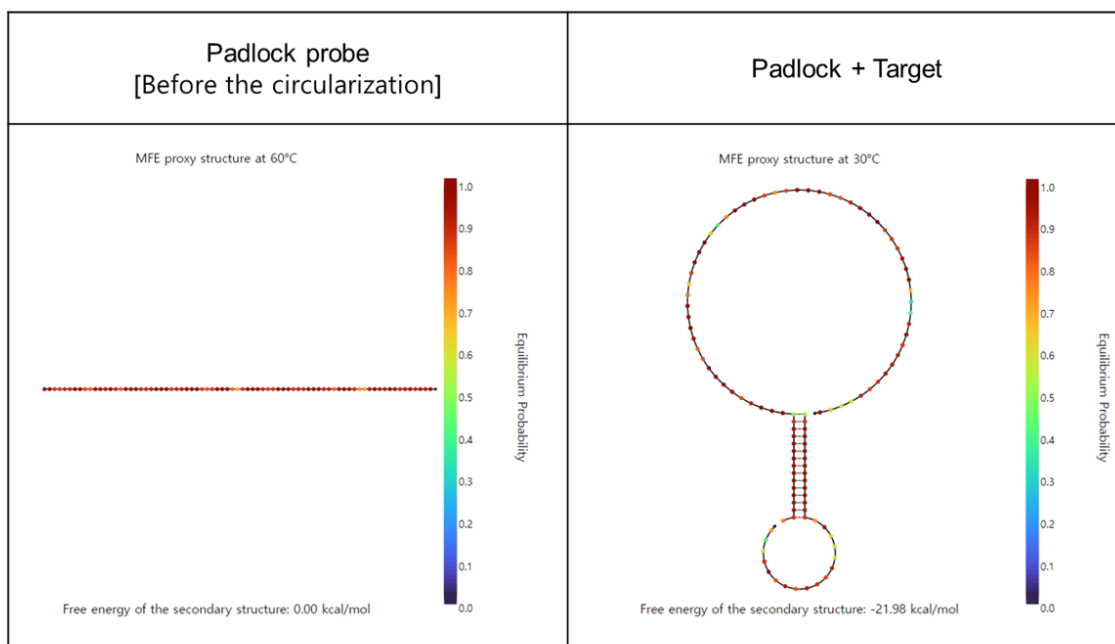 Padlock probe
[Before the circularization]
Padlock + Target
MFE proxy structure at 60°C
1.0
0.9
0.8
0.7
0.6
0.5
0.4
0.3
0.2
0.1
0.0
Equilibrium Probability
Free energy of the secondary structure: 0.00 kcal/mol
MFE proxy structure at 30°C
1.0
0.9
0.8
0.7
0.6
0.5
0.4
0.3
0.2
0.1
0.0
Equilibrium Probability
Free energy of the secondary structure: -21.98 kcal/mol